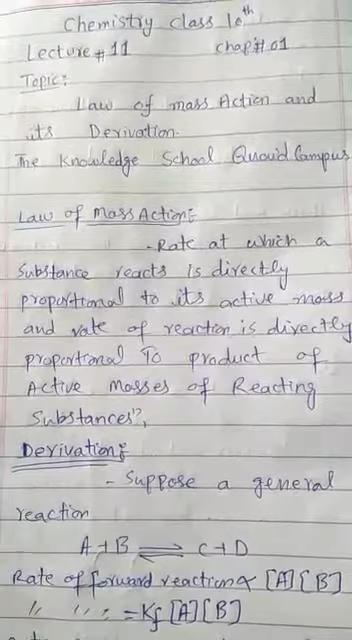 Chemistry Class 10th
Lecture # 11 chap# 01
Topic:
Law of mass Action and
its Derivation.
The Knowledge School Quaid Campus
Law of Mass Action:
- Rate at which a
Substance reacts is directly
proportional to its active mass
and rate of reaction is directly
proportional To product of
Active Masses of Reacting
Substances",
Derivation:
- Suppose a general
reaction
A+B ⇌ C+D
Rate of forward reaction ∝ [A][B]
" " " = Kf [A][B]